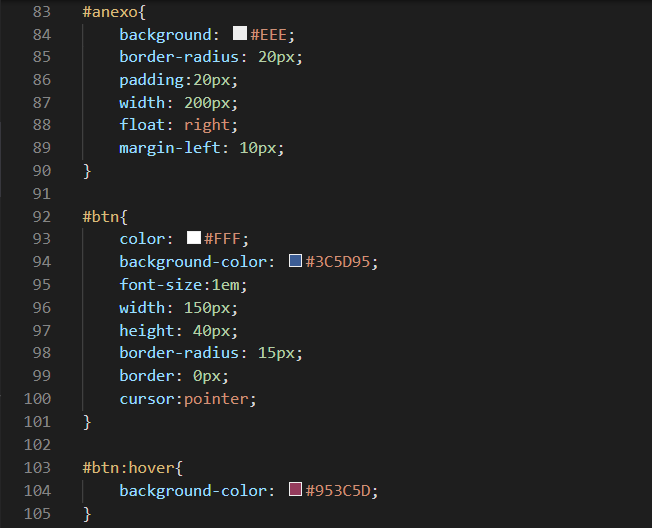 83 #anexo{
84 background: #EEE;
85 border-radius: 20px;
86 padding:20px;
87 width: 200px;
88 float: right;
89 margin-left: 10px;
90 }
91
92 #btn{
93 color: #FFF;
94 background-color: #3C5D95;
95 font-size:1em;
96 width: 150px;
97 height: 40px;
98 border-radius: 15px;
99 border: 0px;
100 cursor:pointer;
101 }
102
103 #btn:hover{
104 background-color: #953C5D;
105 }